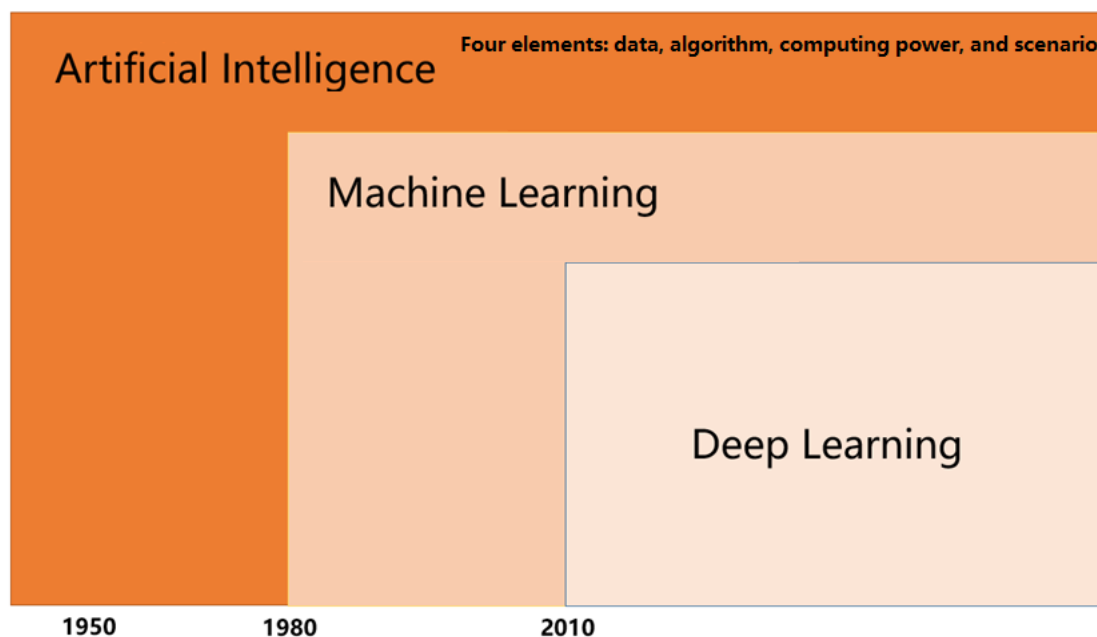 Four elements: data, algorithm, computing power, and scenario
Artificial Intelligence
Machine Learning
Deep Learning
1950
1980
2010